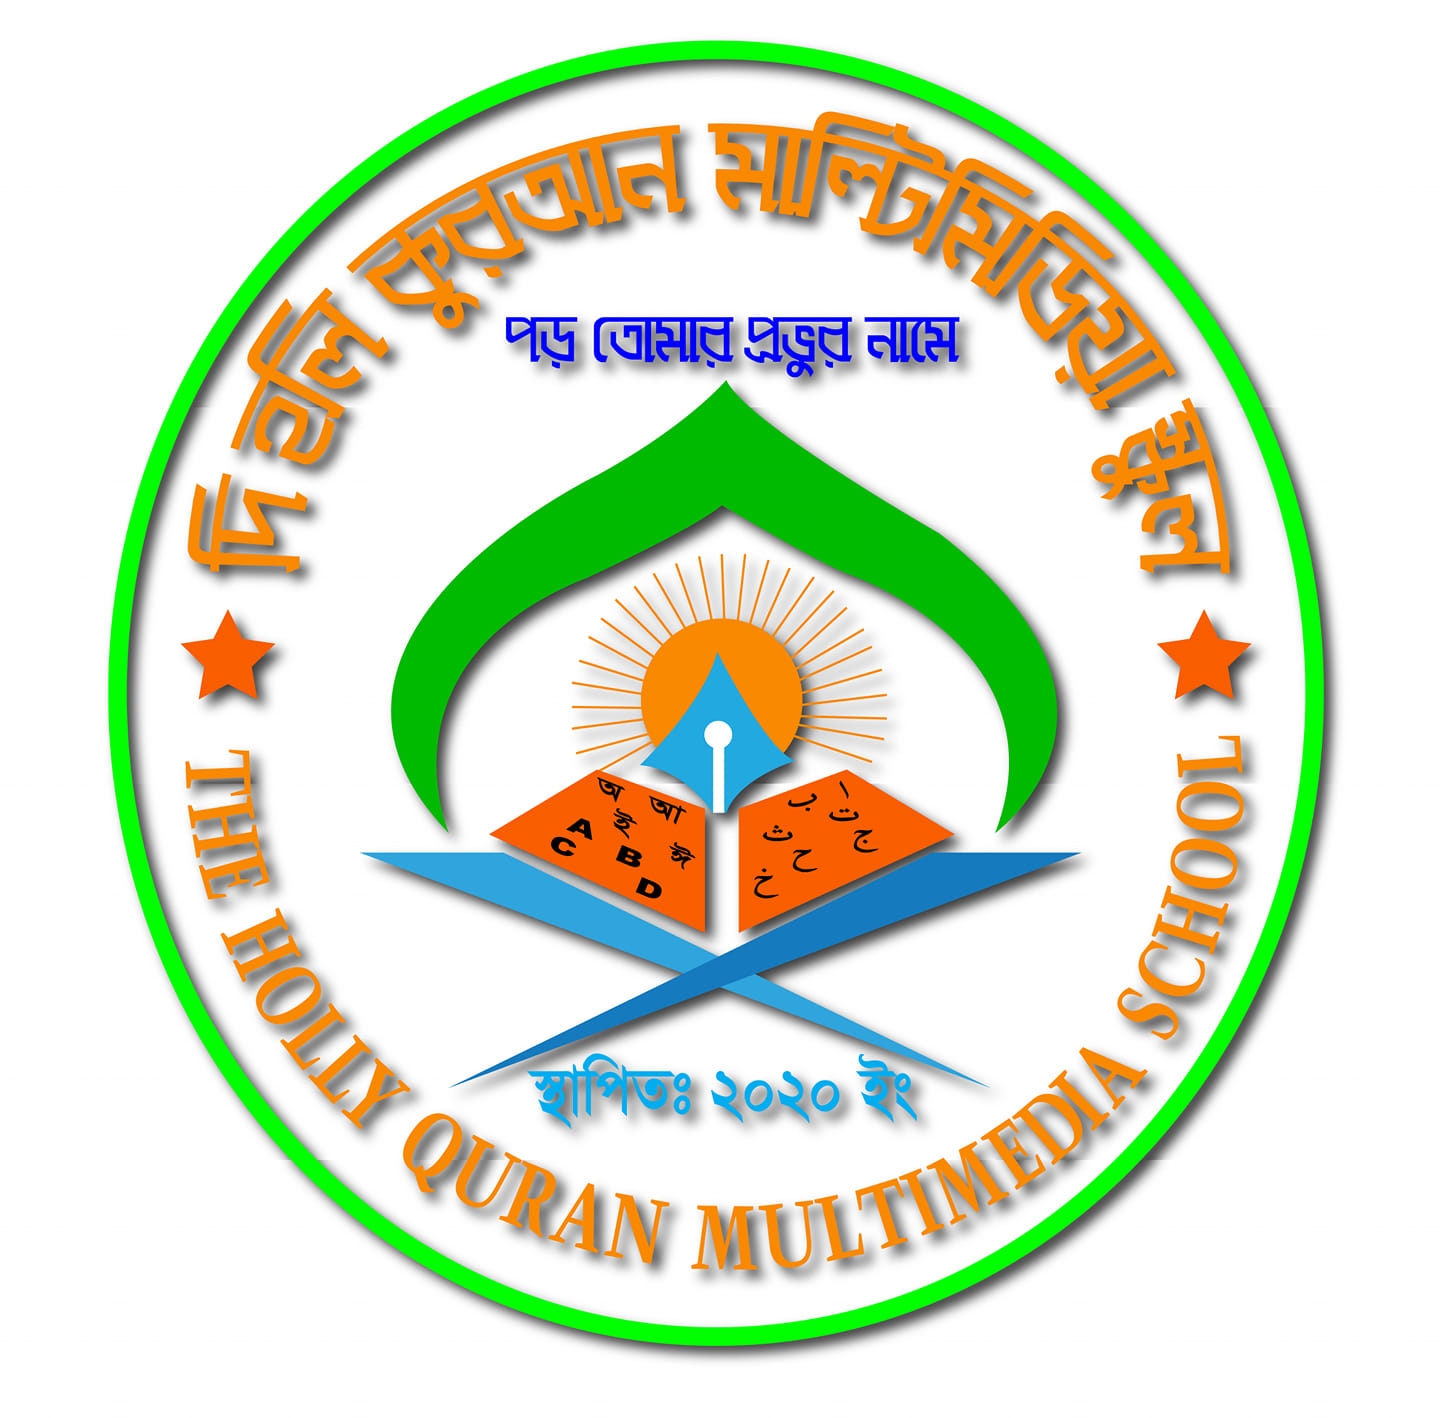 দি হলি কুরআন মাল্টিমিডিয়া স্কুল
পড় তোমার প্রভুর নামে
অ আ
ই ঈ
A B
C D
ا ب ت
ث ج
ح خ
স্থাপিতঃ ২০২০ ইং
THE HOLLY QURAN MULTIMEDIA SCHOOL